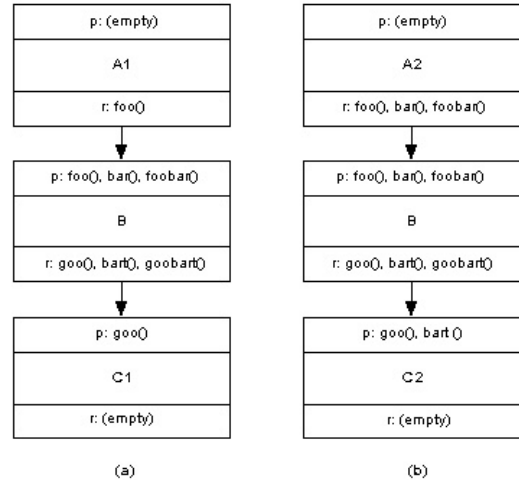 p: (empty)
A1
r: foo()
p: foo(), bar(), foobar()
B
r: goo(), bart(), goobart()
p: goo()
C1
r: (empty)
(a)
p: (empty)
A2
r: foo(), bar(), foobar()
p: foo(), bar(), foobar()
B
r: goo(), bart(), goobart()
p: goo(), bart ()
C2
r: (empty)
(b)